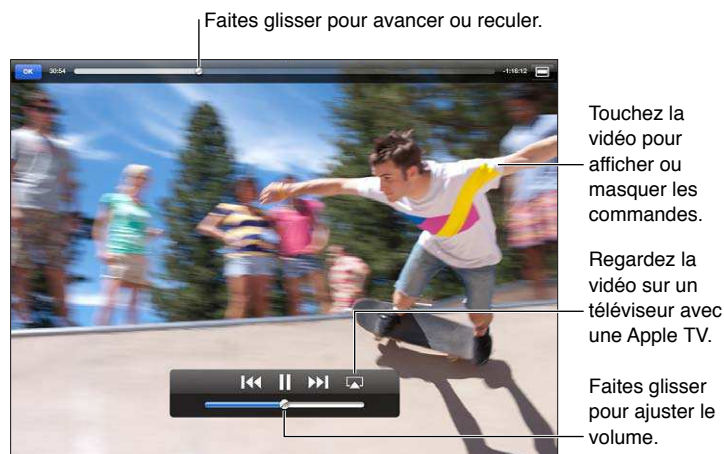 Faites glisser pour avancer ou reculer.
OK
30:54
-1:16:12
Touchez la
vidéo pour
afficher ou
masquer les
commandes.
Regardez la
vidéo sur un
téléviseur avec
une Apple TV.
Faites glisser
pour ajuster le
volume.